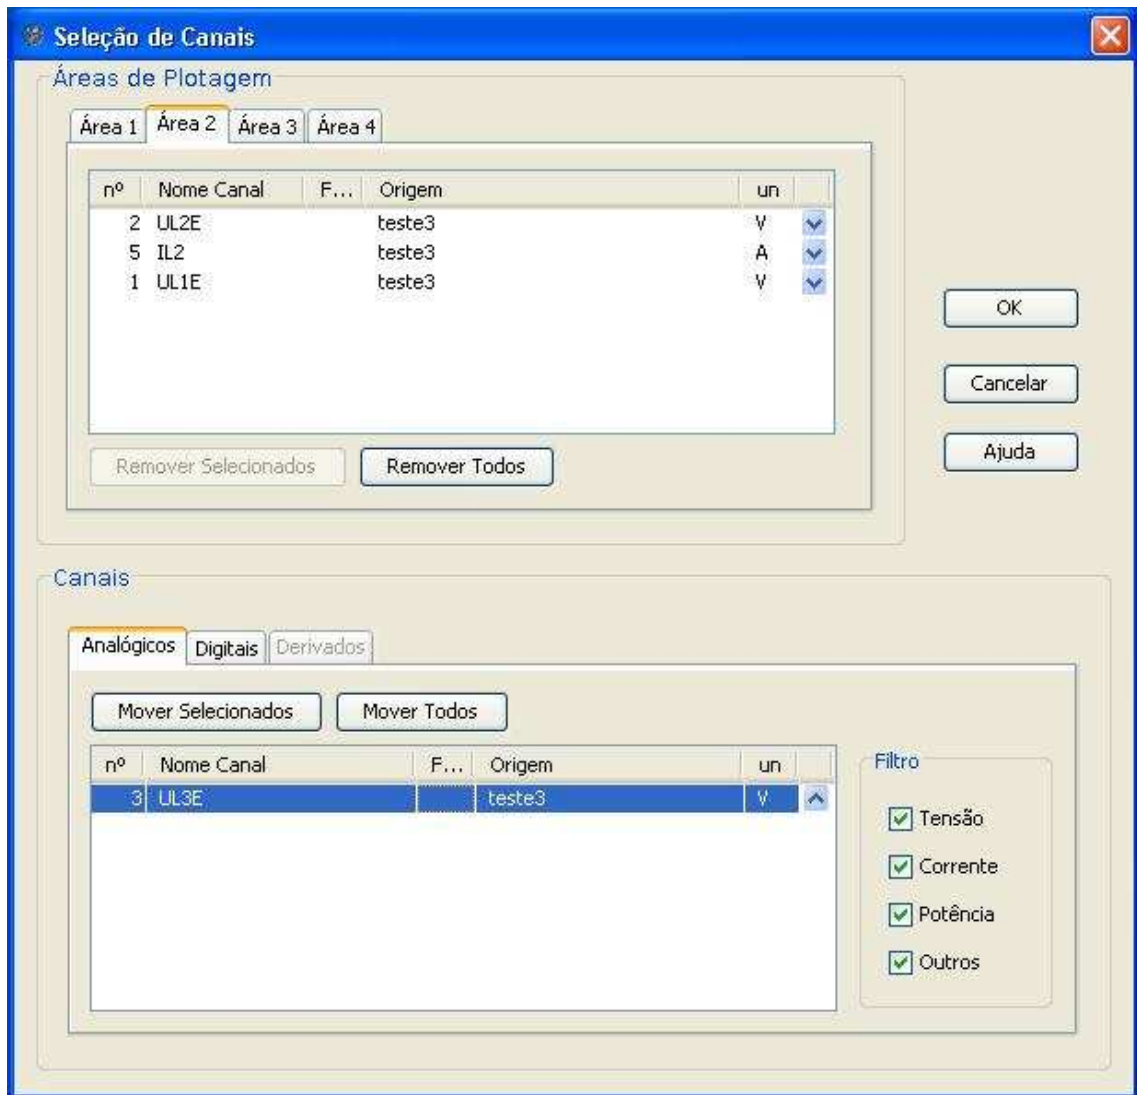 Seleção de Canais
Áreas de Plotagem
Área 1 Área 2 Área 3 Área 4
nº Nome Canal F... Origem un
2 UL2E teste3 V
5 IL2 teste3 A
1 UL1E teste3 V
OK
Cancelar
Ajuda
Remover Selecionados Remover Todos
Canais
Analógicos Digitais Derivados
Mover Selecionados Mover Todos
nº Nome Canal F... Origem un
3 UL3E teste3 V
Filtro
Tensão
Corrente
Potência
Outros